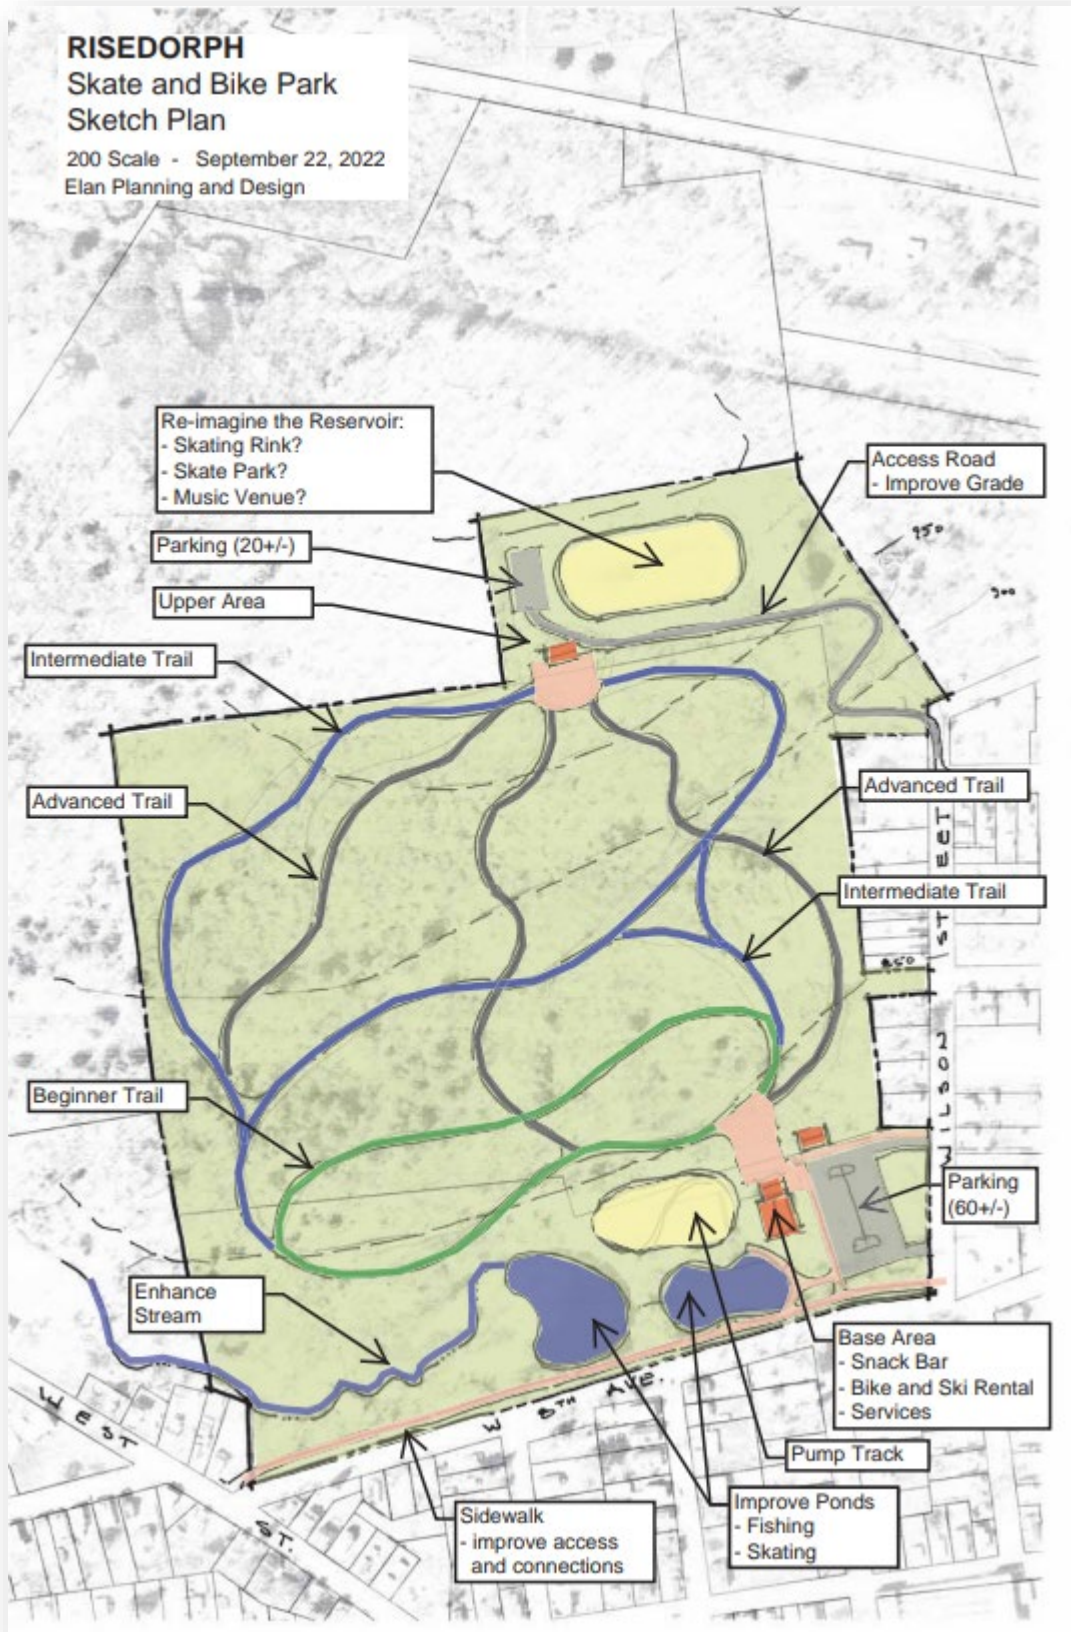 RISEDORPH
Skate and Bike Park
Sketch Plan
200 Scale - September 22, 2022
Elan Planning and Design
Re-imagine the Reservoir:
- Skating Rink?
- Skate Park?
- Music Venue?
Access Road
- Improve Grade
950
Parking (20+/-)
900
Upper Area
Intermediate Trail
Advanced Trail
Advanced Trail
Intermediate Trail
850
WILSON STREET
Beginner Trail
Parking
(60+/-)
Enhance
Stream
Base Area
- Snack Bar
- Bike and Ski Rental
- Services
W 8TH AVE.
WEST ST.
Pump Track
Improve Ponds
- Fishing
- Skating
Sidewalk
- improve access
and connections